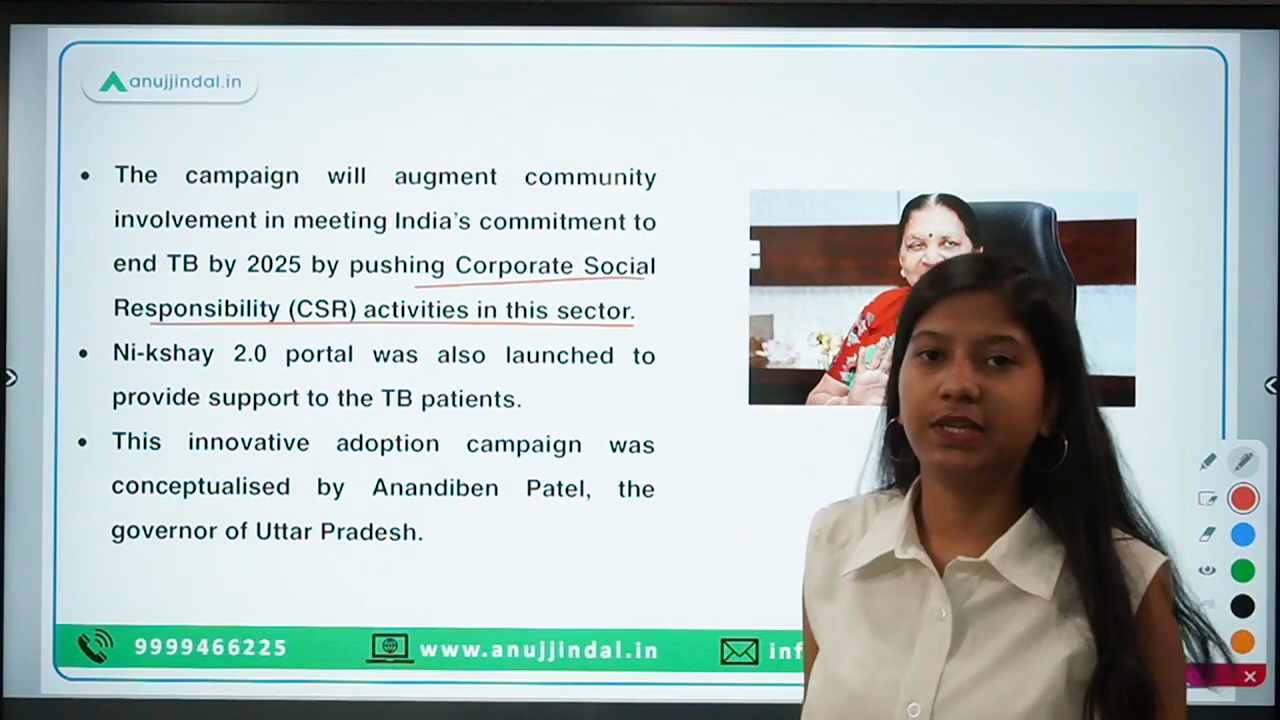 anujjindal.in
The campaign will augment community
involvement in meeting India's commitment to
end TB by 2025 by pushing Corporate Social
Responsibility (CSR) activities in this sector.
Ni-kshay 2.0 portal was also launched to
provide support to the TB patients.
This innovative adoption campaign was
conceptualised by Anandiben Patel, the
governor of Uttar Pradesh.
9999466225 www.anujjindal.in inf